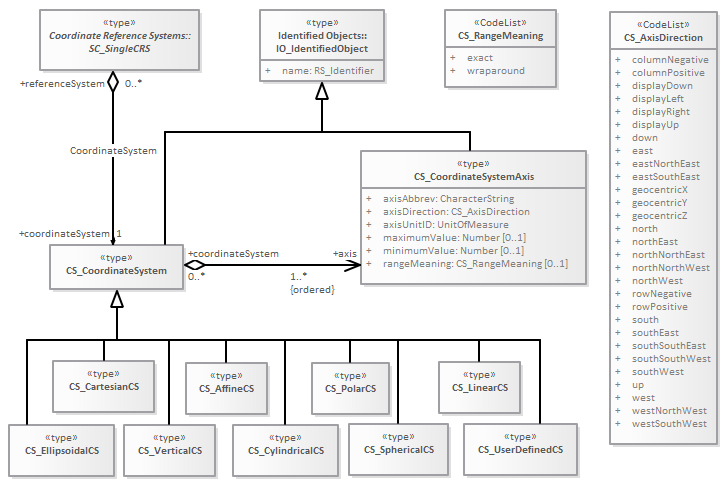 «type»
Coordinate Reference Systems::
SC_SingleCRS
«type»
Identified Objects::
IO_IdentifiedObject
+ name: RS_Identifier
«CodeList»
CS_RangeMeaning
+ exact
+ wraparound
«CodeList»
CS_AxisDirection
+ columnNegative
+ columnPositive
+ displayDown
+ displayLeft
+ displayRight
+ displayUp
+ down
+ east
+ eastNorthEast
+ eastSouthEast
+ geocentricX
+ geocentricY
+ geocentricZ
+ north
+ northEast
+ northNorthEast
+ northNorthWest
+ northWest
+ rowNegative
+ rowPositive
+ south
+ southEast
+ southSouthEast
+ southSouthWest
+ southWest
+ up
+ west
+ westNorthWest
+ westSouthWest
+referenceSystem 0..*
CoordinateSystem
+coordinateSystem 1
«type»
CS_CoordinateSystemAxis
+ axisAbbrev: CharacterString
+ axisDirection: CS_AxisDirection
+ axisUnitID: UnitOfMeasure
+ maximumValue: Number [0..1]
+ minimumValue: Number [0..1]
+ rangeMeaning: CS_RangeMeaning [0..1]
«type»
CS_CoordinateSystem
+coordinateSystem +axis
0..* 1..*
{ordered}
«type»
CS_CartesianCS
«type»
CS_AffineCS
«type»
CS_PolarCS
«type»
CS_LinearCS
«type»
CS_EllipsoidalCS
«type»
CS_VerticalCS
«type»
CS_CylindricalCS
«type»
CS_SphericalCS
«type»
CS_UserDefinedCS